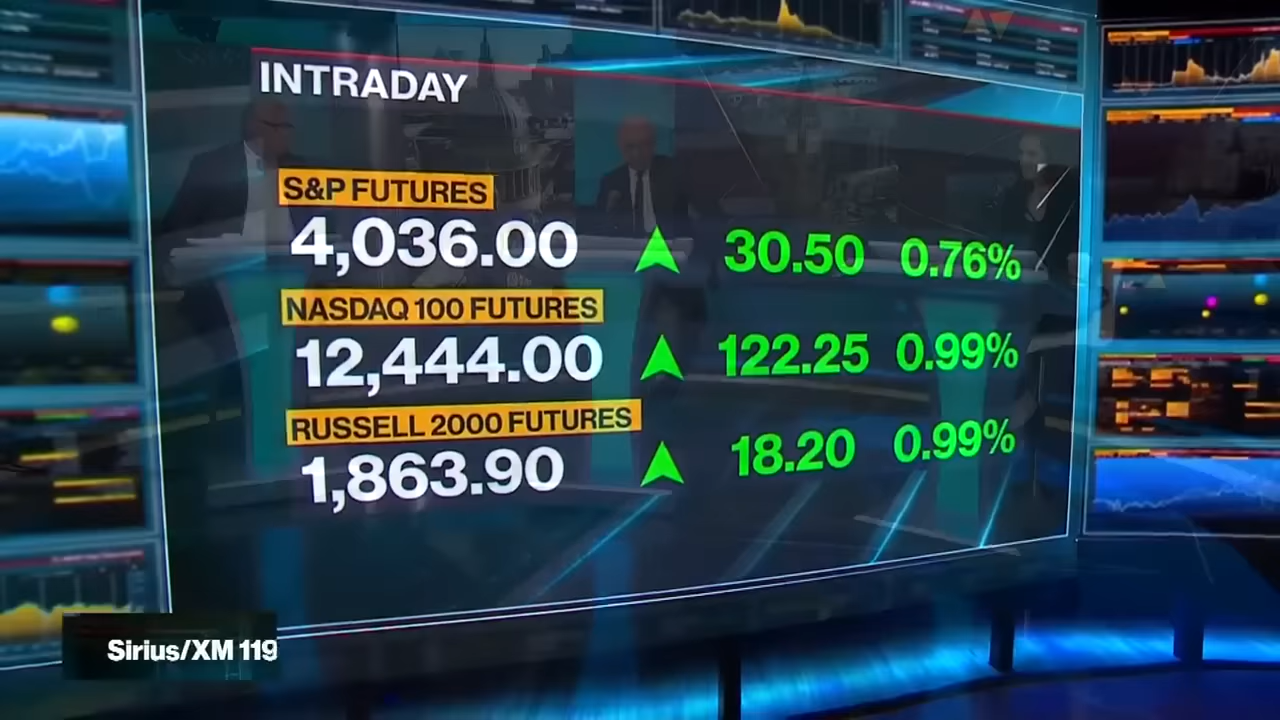 INTRADAY
S&P FUTURES
4,036.00 ▲ 30.50 0.76%
NASDAQ 100 FUTURES
12,444.00 ▲ 122.25 0.99%
RUSSELL 2000 FUTURES
1,863.90 ▲ 18.20 0.99%
Sirius/XM 119